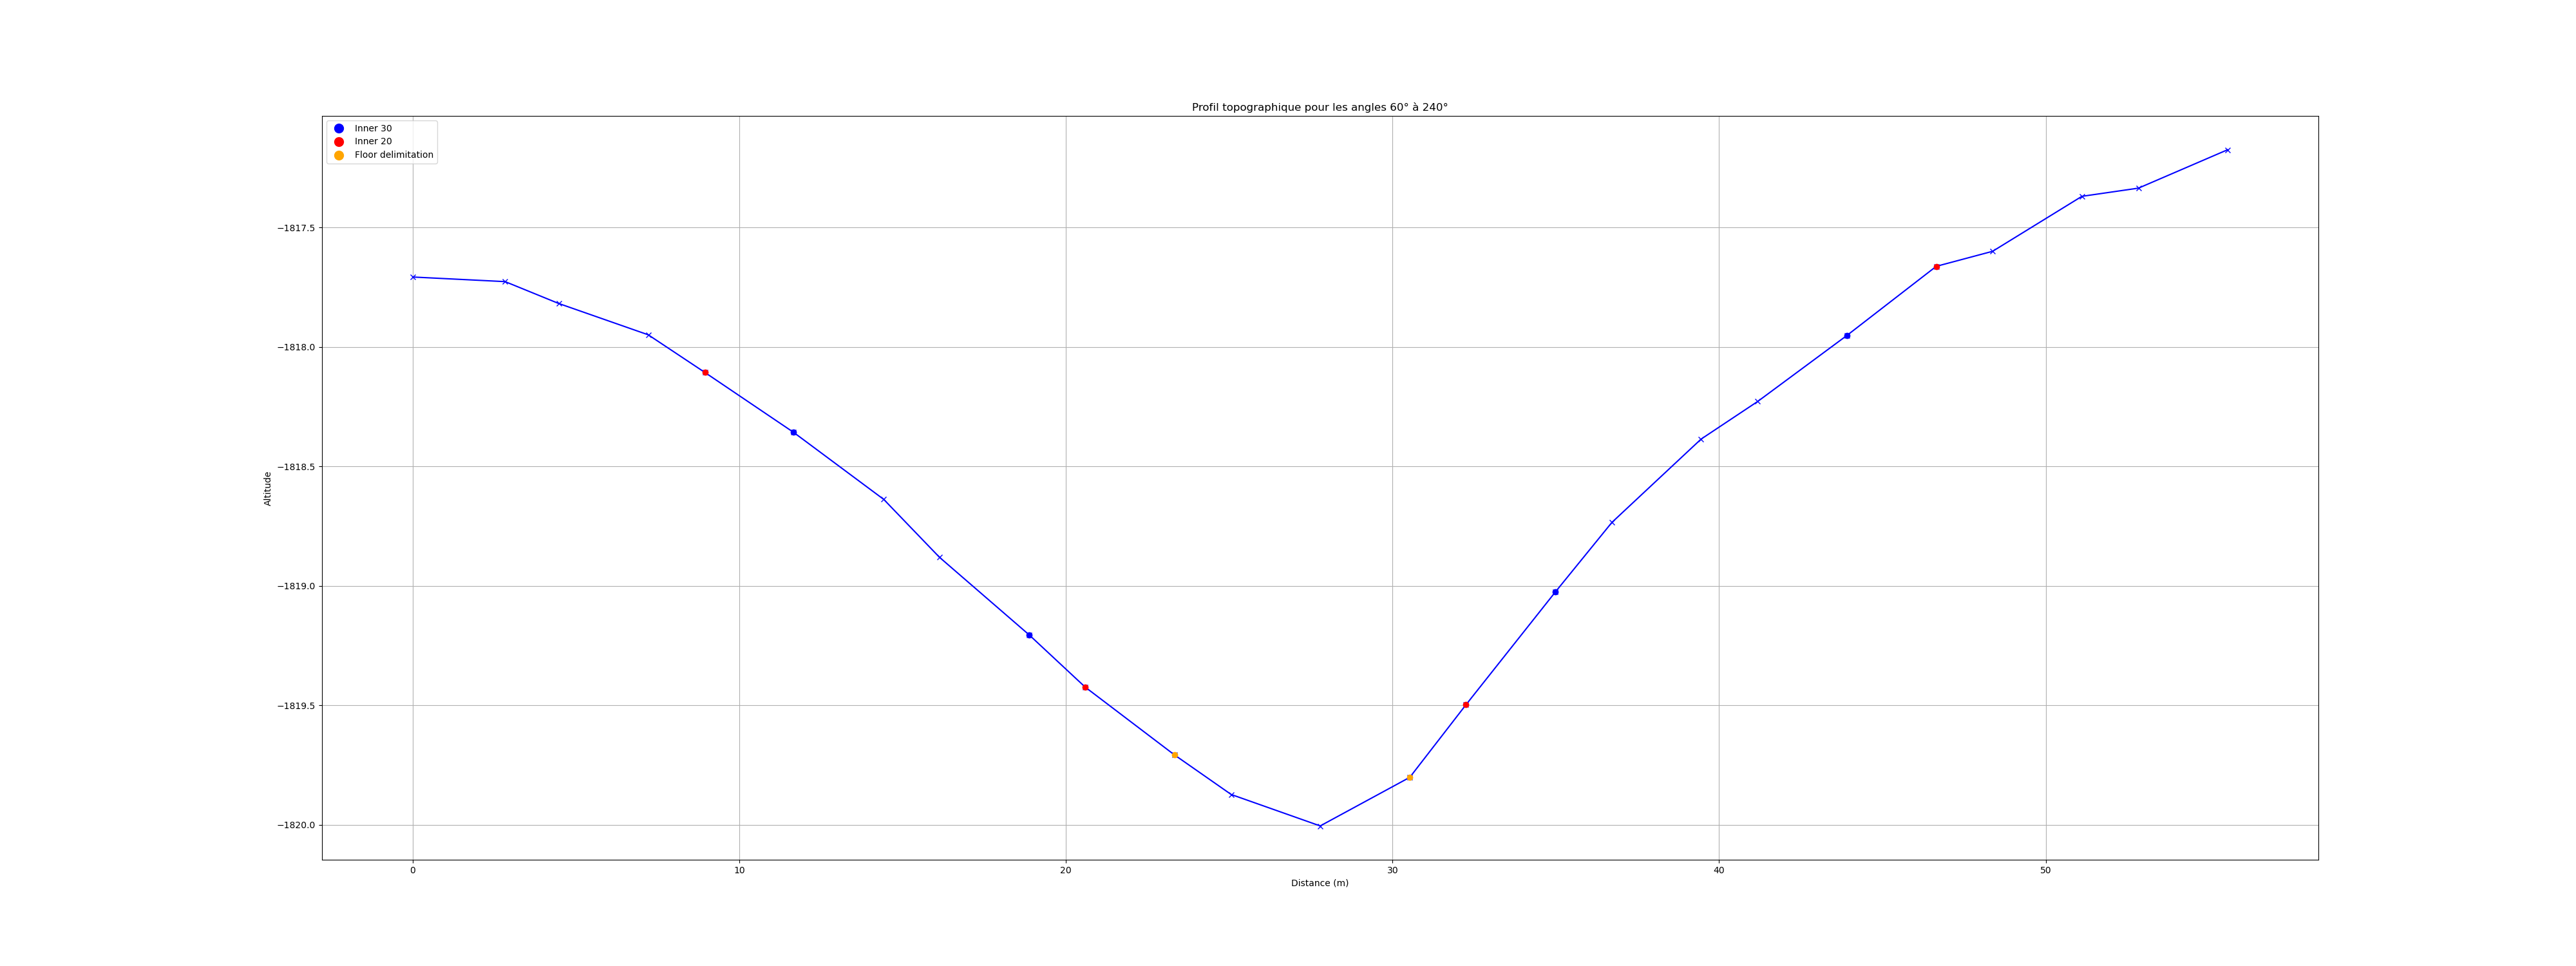 Profil topographique pour les angles 60° à 240°
Inner 30
Inner 20
Floor delimitation
Altitude
−1817.5
−1818.0
−1818.5
−1819.0
−1819.5
−1820.0
0 10 20 30 40 50
Distance (m)